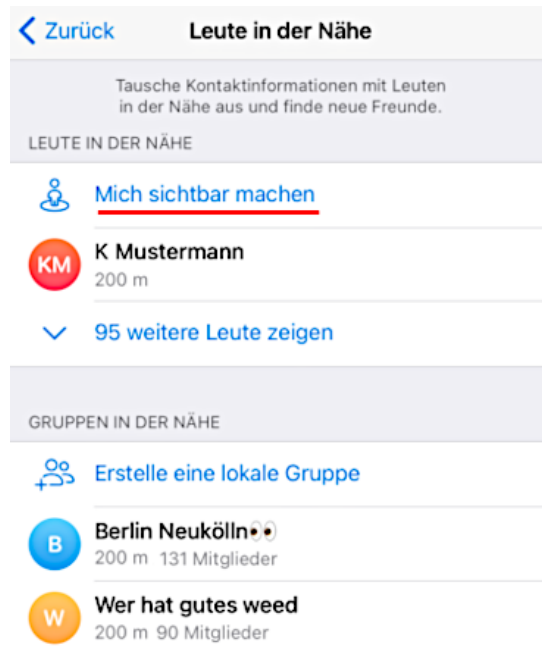 Zurück Leute in der Nähe
Tausche Kontaktinformationen mit Leuten
in der Nähe aus und finde neue Freunde.
LEUTE IN DER NÄHE
Mich sichtbar machen
KM K Mustermann
200 m
95 weitere Leute zeigen
GRUPPEN IN DER NÄHE
Erstelle eine lokale Gruppe
B Berlin Neukölln👀
200 m 131 Mitglieder
W Wer hat gutes weed
200 m 90 Mitglieder